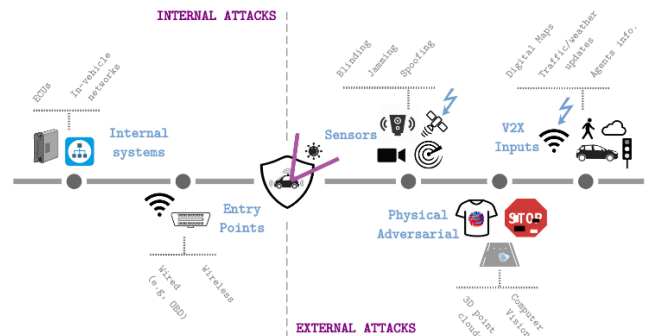 INTERNAL ATTACKS
ECUs
In-vehicle
networks
Internal
systems
Entry
Points
Wired
(e.g, OBD)
Wireless
Blinding
Jamming
Spoofing
Sensors
Digital Maps
Traffic/weather
updates
Agents info.
V2X
Inputs
Physical
Adversarial
STOP
3D point
clouds
Computer
Vision
EXTERNAL ATTACKS